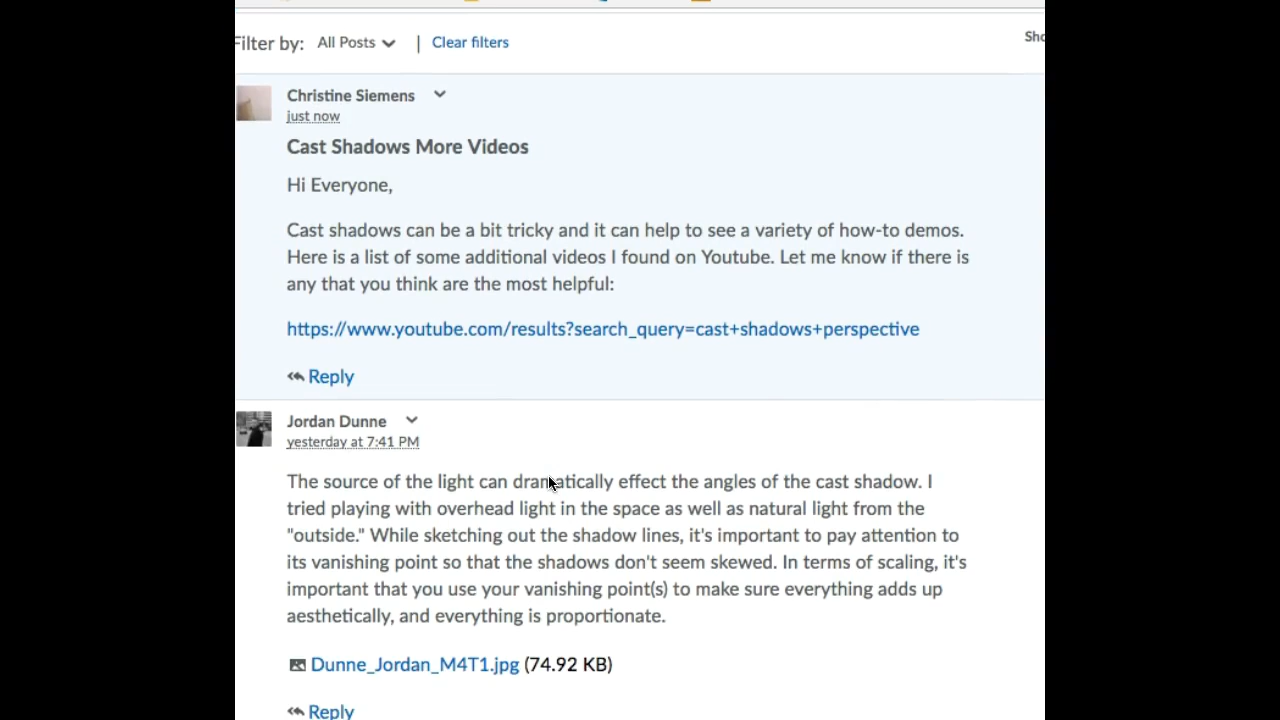 Filter by: All Posts | Clear filters
Christine Siemens
just now
Cast Shadows More Videos
Hi Everyone,
Cast shadows can be a bit tricky and it can help to see a variety of how-to demos.
Here is a list of some additional videos I found on Youtube. Let me know if there is
any that you think are the most helpful:
https://www.youtube.com/results?search_query=cast+shadows+perspective
Reply
Jordan Dunne
yesterday at 7:41 PM
The source of the light can dramatically effect the angles of the cast shadow. I
tried playing with overhead light in the space as well as natural light from the
"outside." While sketching out the shadow lines, it's important to pay attention to
its vanishing point so that the shadows don't seem skewed. In terms of scaling, it's
important that you use your vanishing point(s) to make sure everything adds up
aesthetically, and everything is proportionate.
Dunne_Jordan_M4T1.jpg (74.92 KB)
Reply